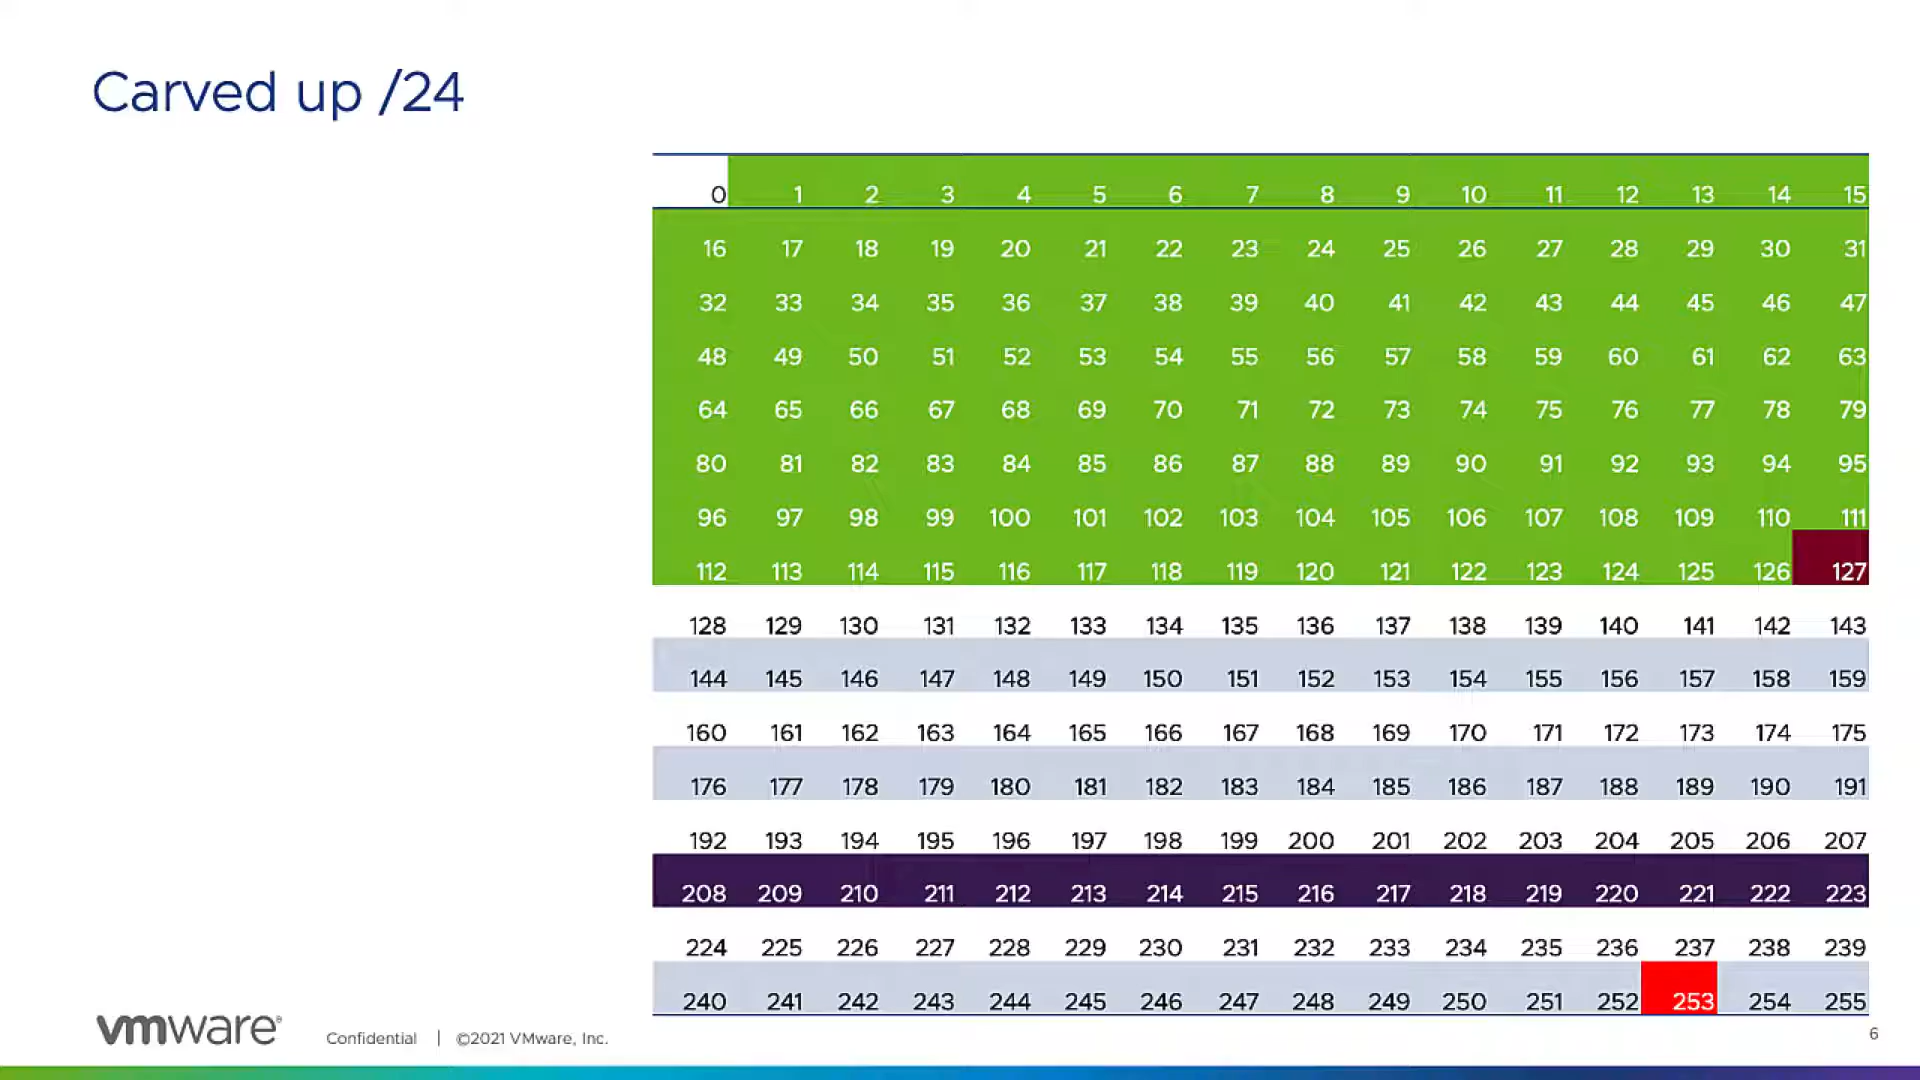 Carved up /24
0 1 2 3 4 5 6 7 8 9 10 11 12 13 14 15
16 17 18 19 20 21 22 23 24 25 26 27 28 29 30 31
32 33 34 35 36 37 38 39 40 41 42 43 44 45 46 47
48 49 50 51 52 53 54 55 56 57 58 59 60 61 62 63
64 65 66 67 68 69 70 71 72 73 74 75 76 77 78 79
80 81 82 83 84 85 86 87 88 89 90 91 92 93 94 95
96 97 98 99 100 101 102 103 104 105 106 107 108 109 110 111
112 113 114 115 116 117 118 119 120 121 122 123 124 125 126 127
128 129 130 131 132 133 134 135 136 137 138 139 140 141 142 143
144 145 146 147 148 149 150 151 152 153 154 155 156 157 158 159
160 161 162 163 164 165 166 167 168 169 170 171 172 173 174 175
176 177 178 179 180 181 182 183 184 185 186 187 188 189 190 191
192 193 194 195 196 197 198 199 200 201 202 203 204 205 206 207
208 209 210 211 212 213 214 215 216 217 218 219 220 221 222 223
224 225 226 227 228 229 230 231 232 233 234 235 236 237 238 239
240 241 242 243 244 245 246 247 248 249 250 251 252 253 254 255
vmware® Confidential | ©2021 VMware, Inc. 6